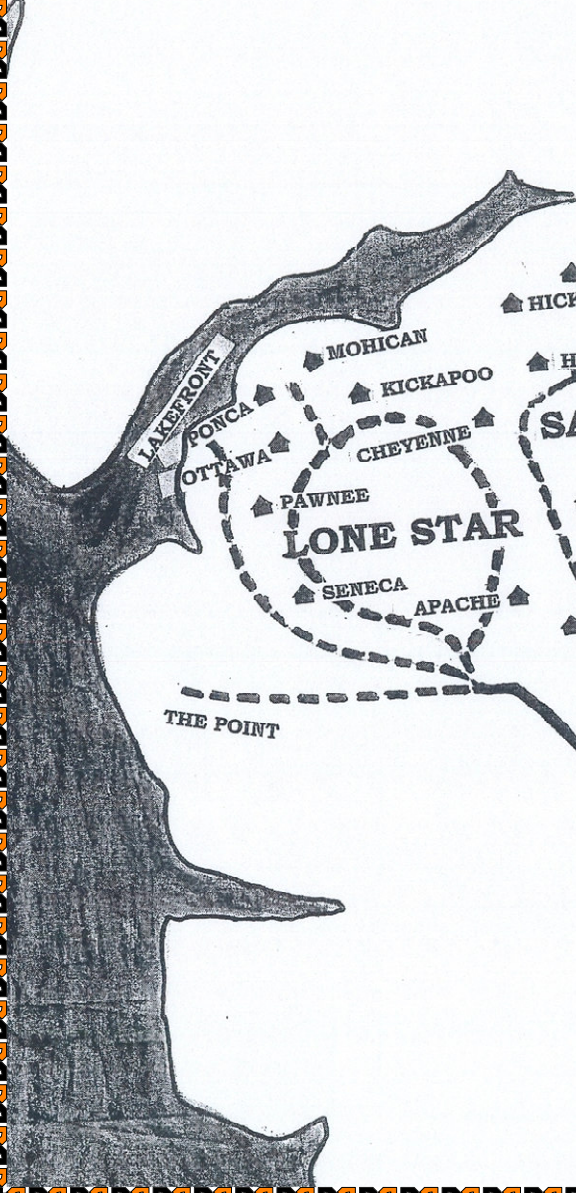 HICK
MOHICAN
H
KICKAPOO
LAKEFRONT
PONCA
SA
CHEYENNE
OTTAWA
PAWNEE
LONE STAR
SENECA
APACHE
THE POINT